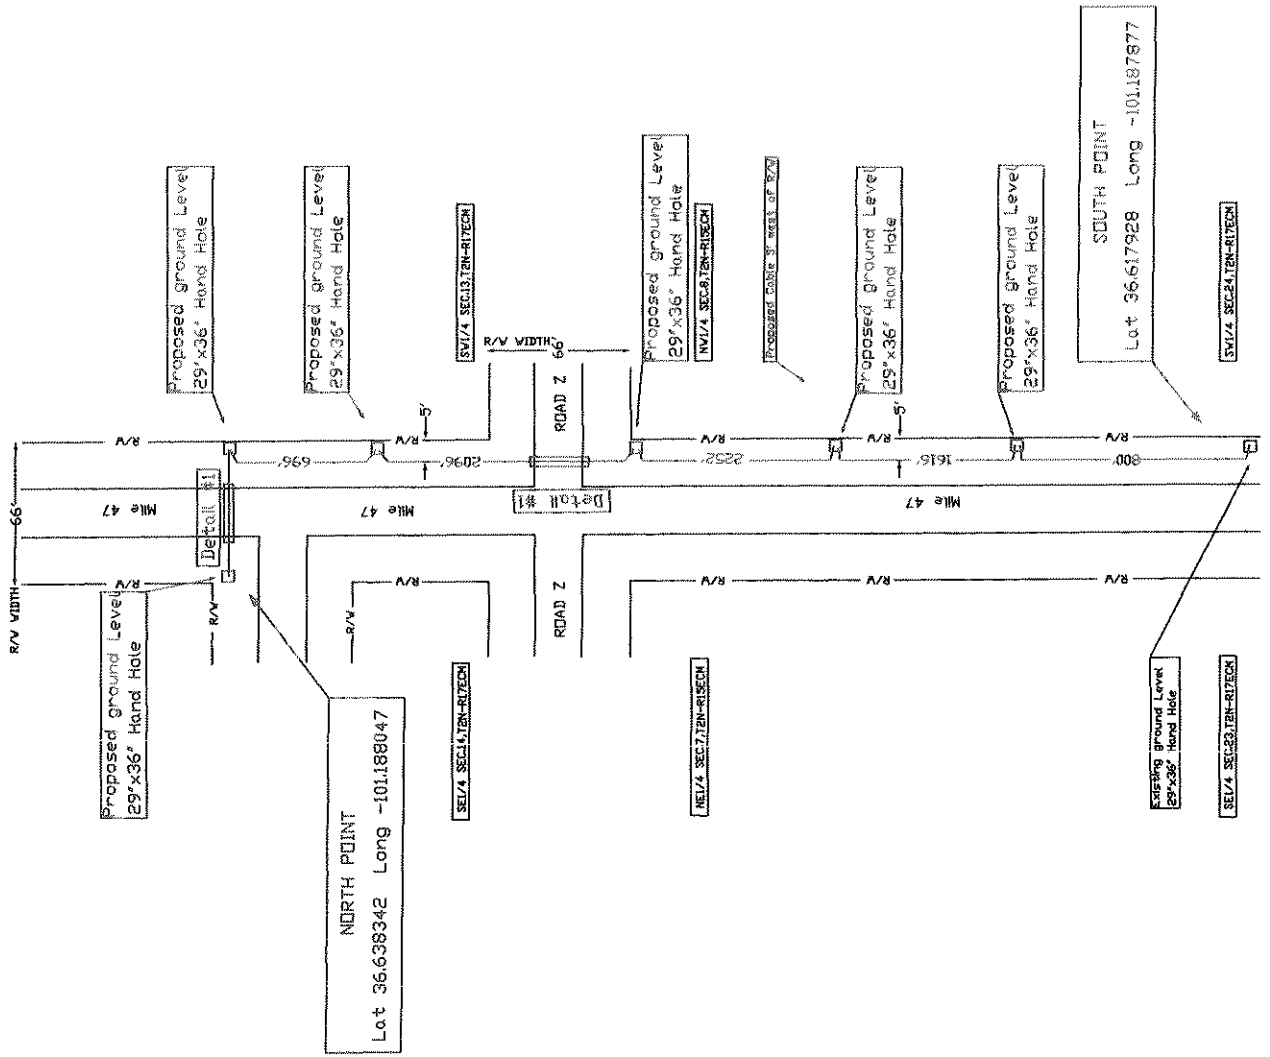 R/W WIDTH
66'
Proposed ground Level
29"x36" Hand Hole
Proposed ground Level
29"x36" Hand Hole
Proposed ground Level
29"x36" Hand Hole
R/W
R/W
R/W
R/W
Detail #1
Mile 47
696'
NORTH POINT
Lat 36.638342 Long -101.188047
SW1/4 SEC.13,T2N-R17ECM
SE1/4 SEC.14,T2N-R17ECM
Mile 47
2096'
5'
R/W
R/W
R/W WIDTH
66'
ROAD Z
ROAD Z
Detail #1
Proposed ground Level
29"x36" Hand Hole
NW1/4 SEC.8,T2N-R15ECM
NE1/4 SEC.7,T2N-R15ECM
R/W
R/W
2252'
Proposed Cable 5' west of R/W
Proposed ground Level
29"x36" Hand Hole
R/W
R/W
5'
1616'
Mile 47
Proposed ground Level
29"x36" Hand Hole
R/W
R/W
800'
SOUTH POINT
Lat 36.617928 Long -101.187877
Existing ground Level
29"x36" Hand Hole
SW1/4 SEC.24,T2N-R17ECM
SE1/4 SEC.23,T2N-R17ECM